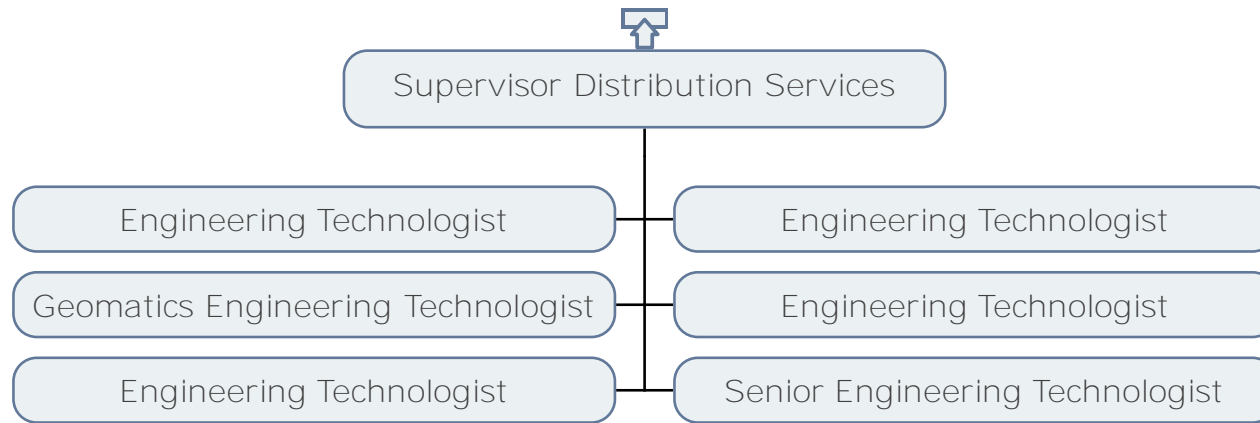 Supervisor Distribution Services
Engineering Technologist
Engineering Technologist
Geomatics Engineering Technologist
Engineering Technologist
Engineering Technologist
Senior Engineering Technologist